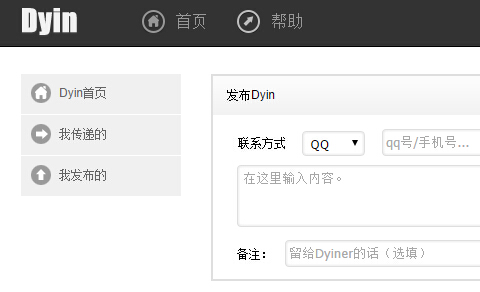 Dyin 首页 帮助
Dyin首页
我传递的
我发布的
发布Dyin
联系方式 QQ qq号/手机号...
在这里输入内容。
备注： 留给Dyiner的话（选填）